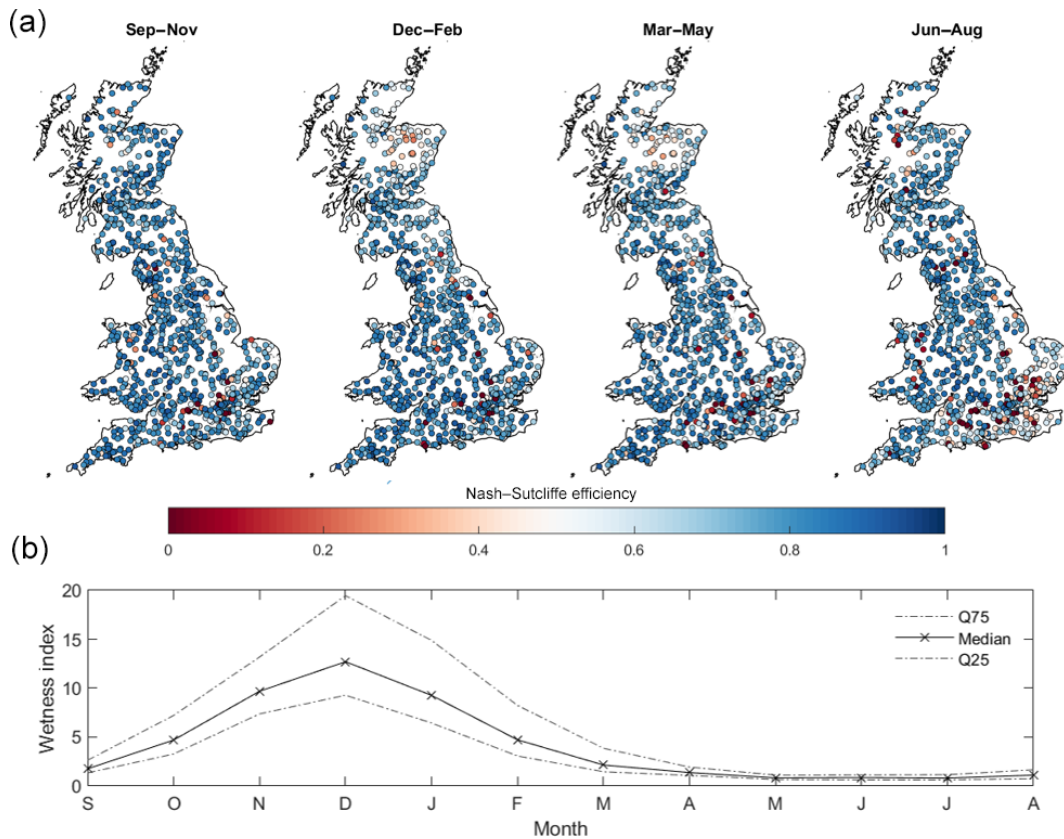 (a)
Sep–Nov Dec–Feb Mar–May Jun–Aug
Nash–Sutcliffe efficiency
0 0.2 0.4 0.6 0.8 1
(b)
20
15
10
5
0
Wetness index
Q75
Median
Q25
S O N D J F M A M J J A
Month